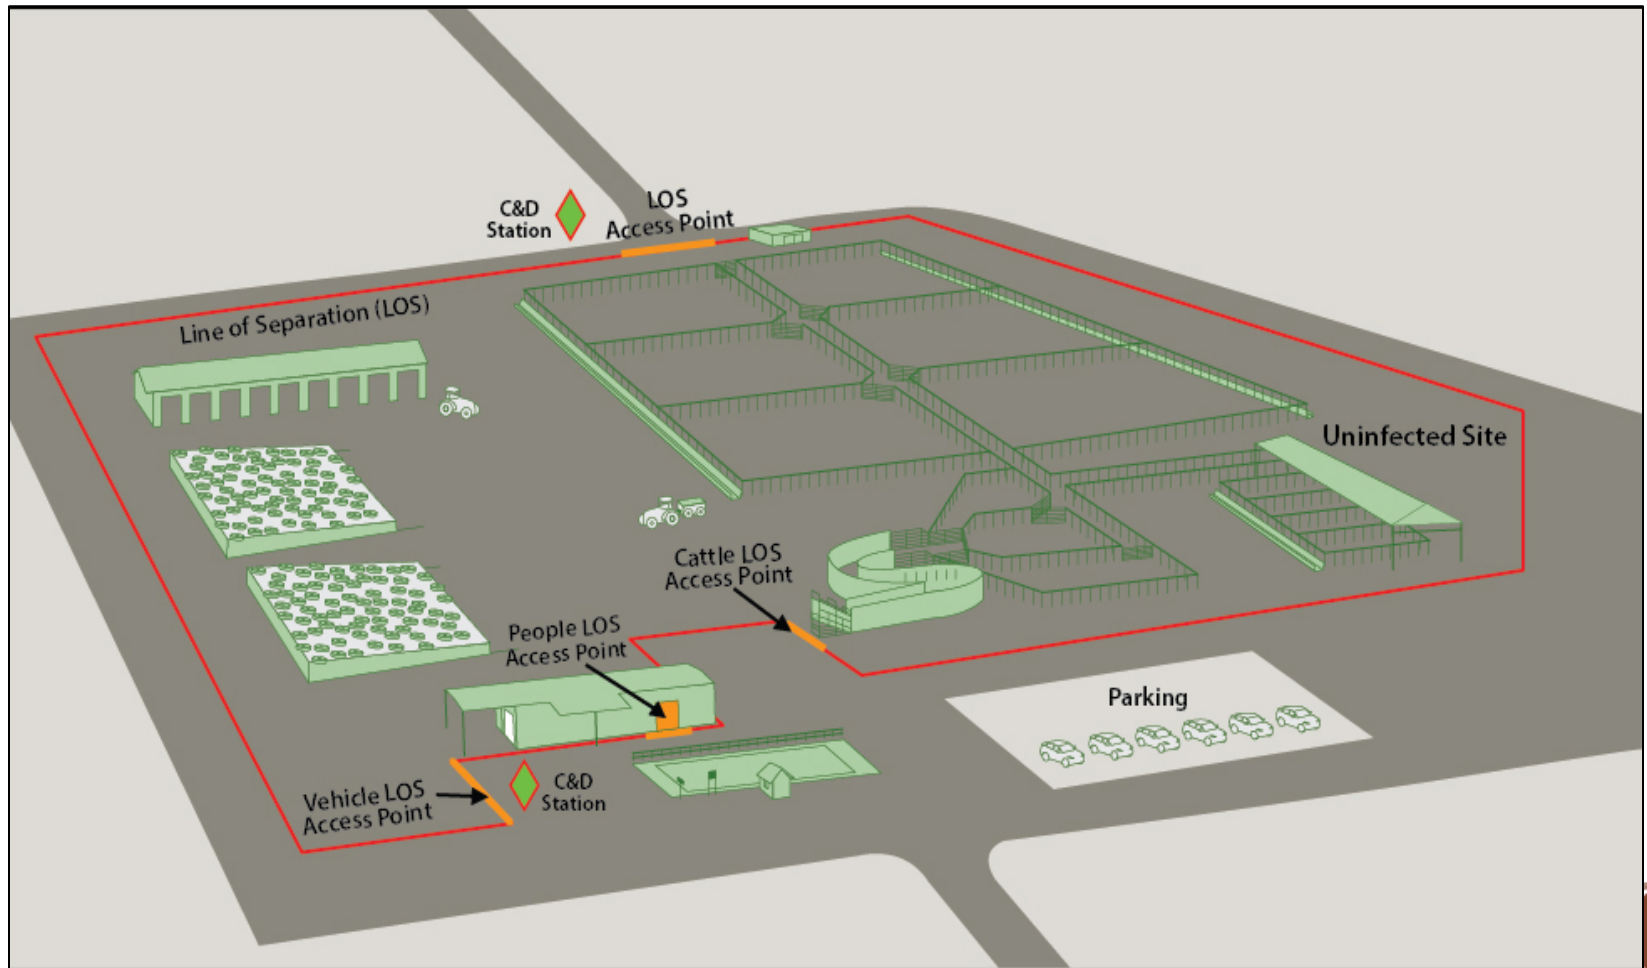 C&D
Station
LOS
Access Point
Line of Separation (LOS)
Uninfected Site
Cattle LOS
Access Point
People LOS
Access Point
Parking
Vehicle LOS
Access Point
C&D
Station